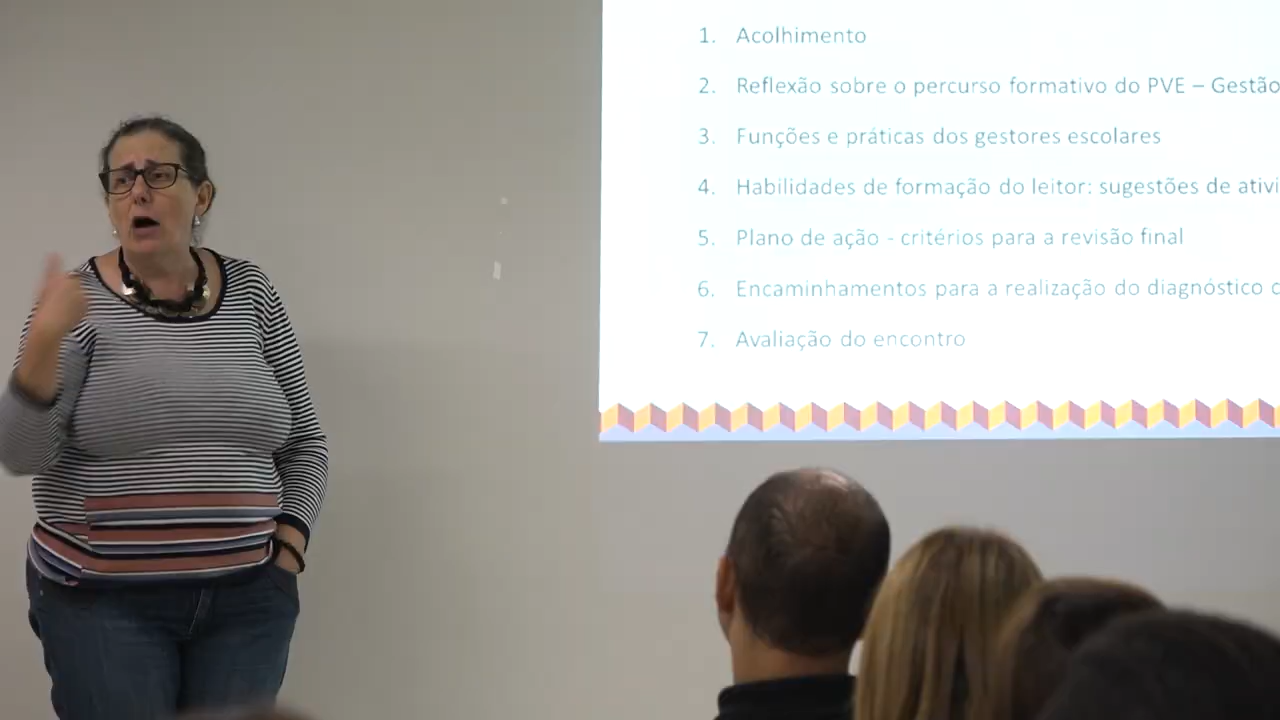 1. Acolhimento
2. Reflexão sobre o percurso formativo do PVE – Gestão
3. Funções e práticas dos gestores escolares
4. Habilidades de formação do leitor: sugestões de ativi
5. Plano de ação - critérios para a revisão final
6. Encaminhamentos para a realização do diagnóstico
7. Avaliação do encontro